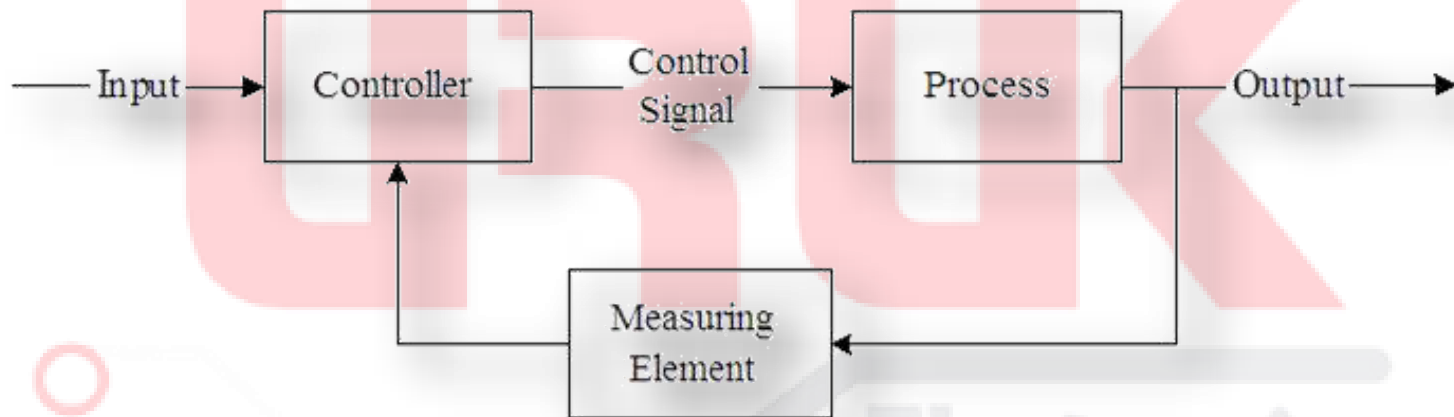 Input
Controller
Control
Signal
Process
Output
Measuring
Element